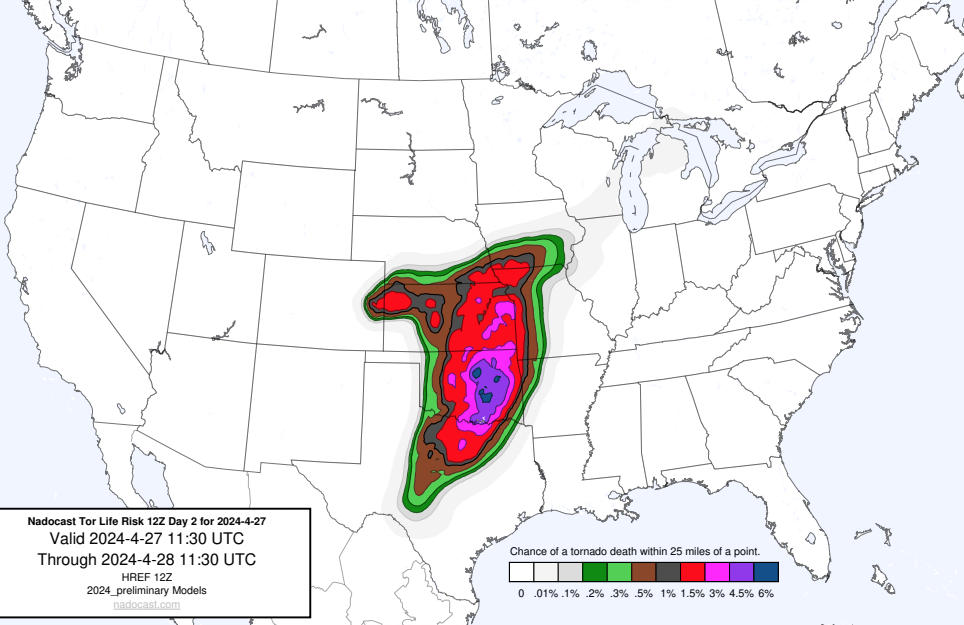 Nadocast Tor Life Risk 12Z Day 2 for 2024-4-27
Valid 2024-4-27 11:30 UTC
Through 2024-4-28 11:30 UTC
HREF 12Z
2024_preliminary Models
nadocast.com
Chance of a tornado death within 25 miles of a point.
0 .01% .1% .2% .3% .5% 1% 1.5% 3% 4.5% 6%